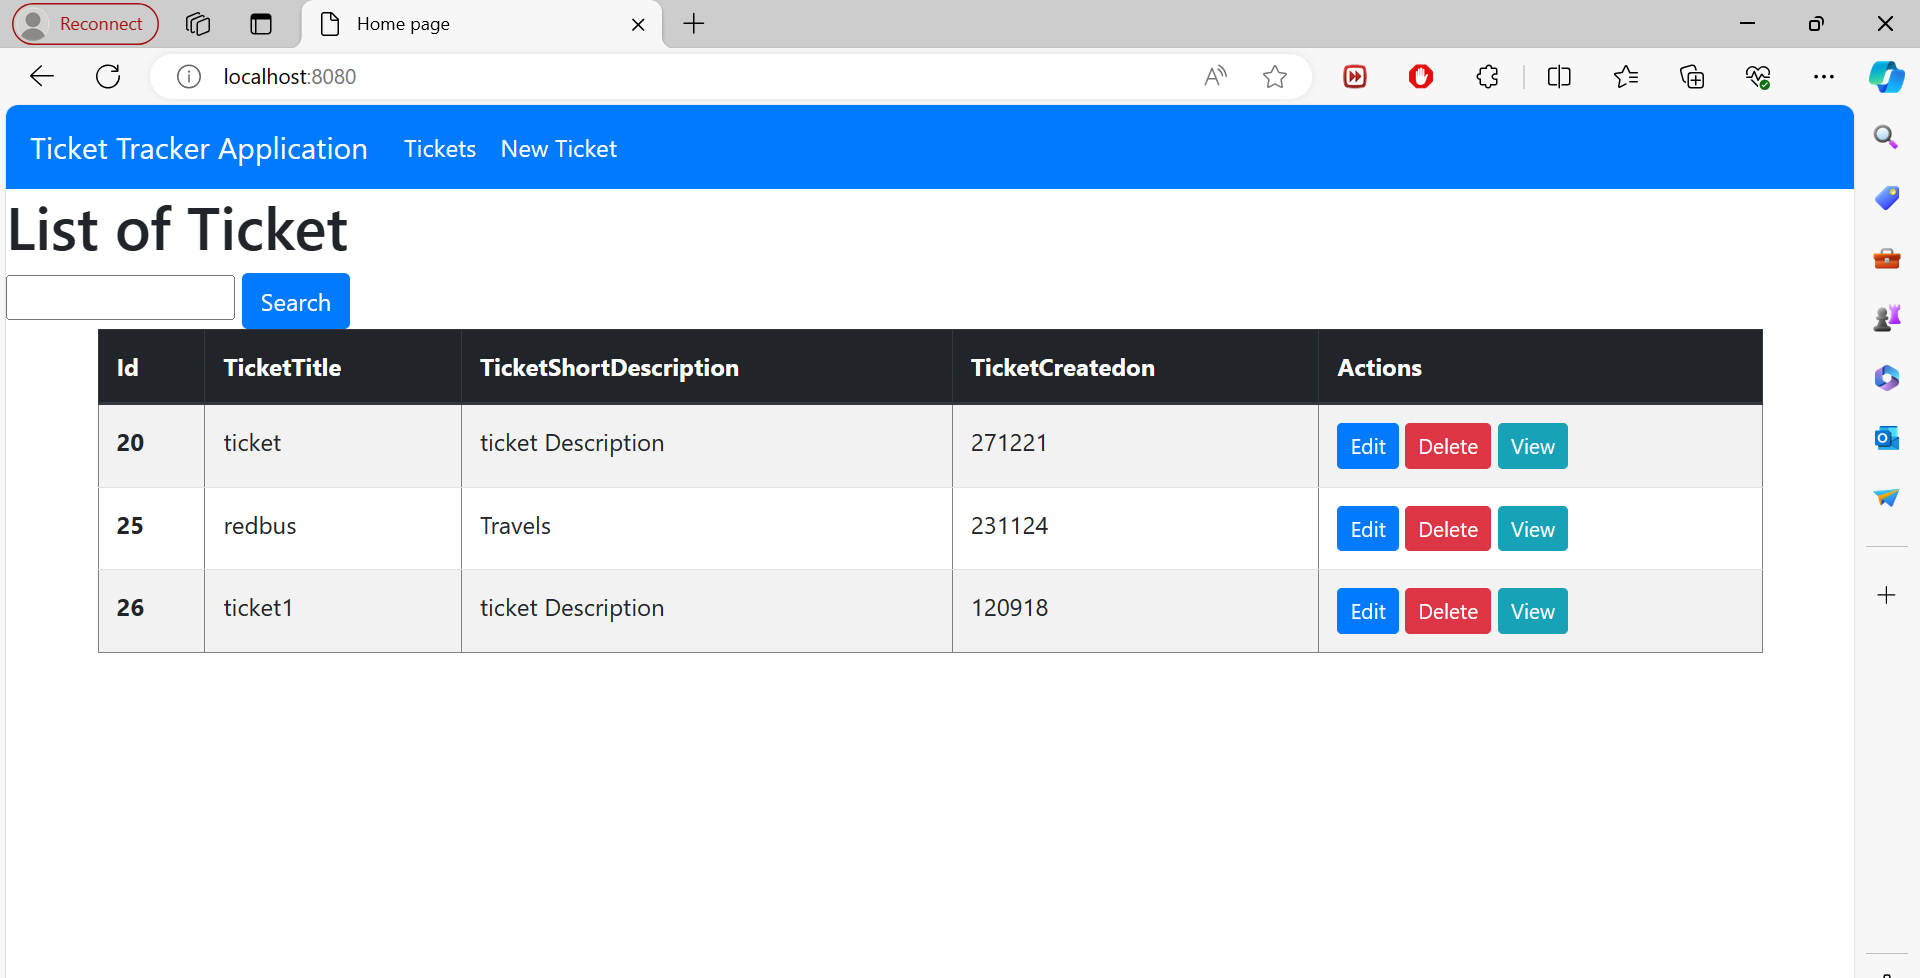 Reconnect
Home page
localhost:8080
Ticket Tracker Application Tickets New Ticket
List of Ticket
Search
Id TicketTitle TicketShortDescription TicketCreatedon Actions
20 ticket ticket Description 271221 Edit Delete View
25 redbus Travels 231124 Edit Delete View
26 ticket1 ticket Description 120918 Edit Delete View